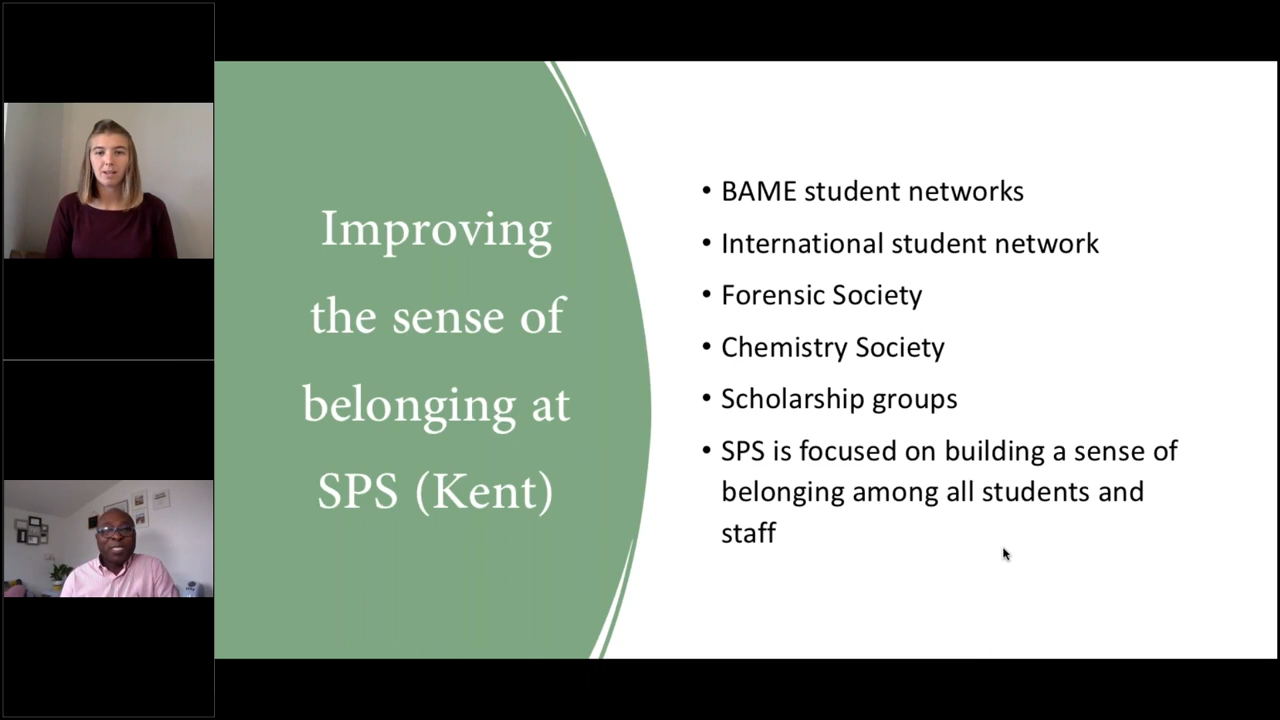 Improving
the sense of
belonging at
SPS (Kent)
• BAME student networks
• International student network
• Forensic Society
• Chemistry Society
• Scholarship groups
• SPS is focused on building a sense of
belonging among all students and
staff